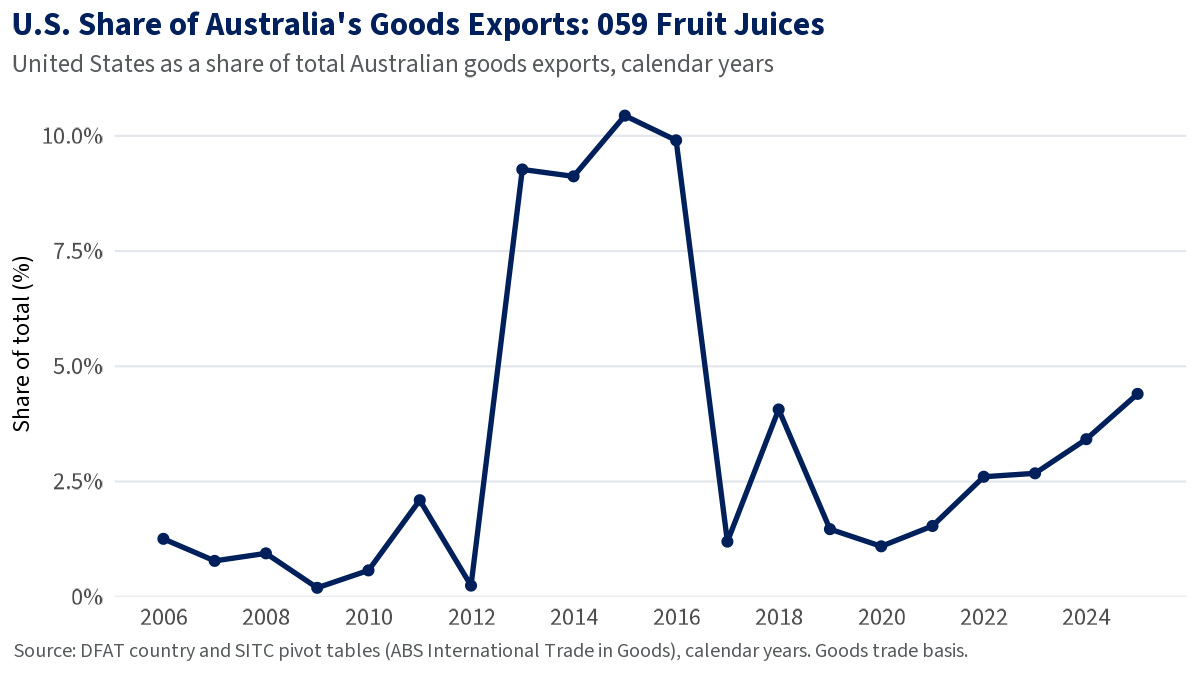 U.S. Share of Australia's Goods Exports: 059 Fruit Juices
United States as a share of total Australian goods exports, calendar years
Share of total (%)
10.0%
7.5%
5.0%
2.5%
0%
2006 2008 2010 2012 2014 2016 2018 2020 2022 2024
Source: DFAT country and SITC pivot tables (ABS International Trade in Goods), calendar years. Goods trade basis.